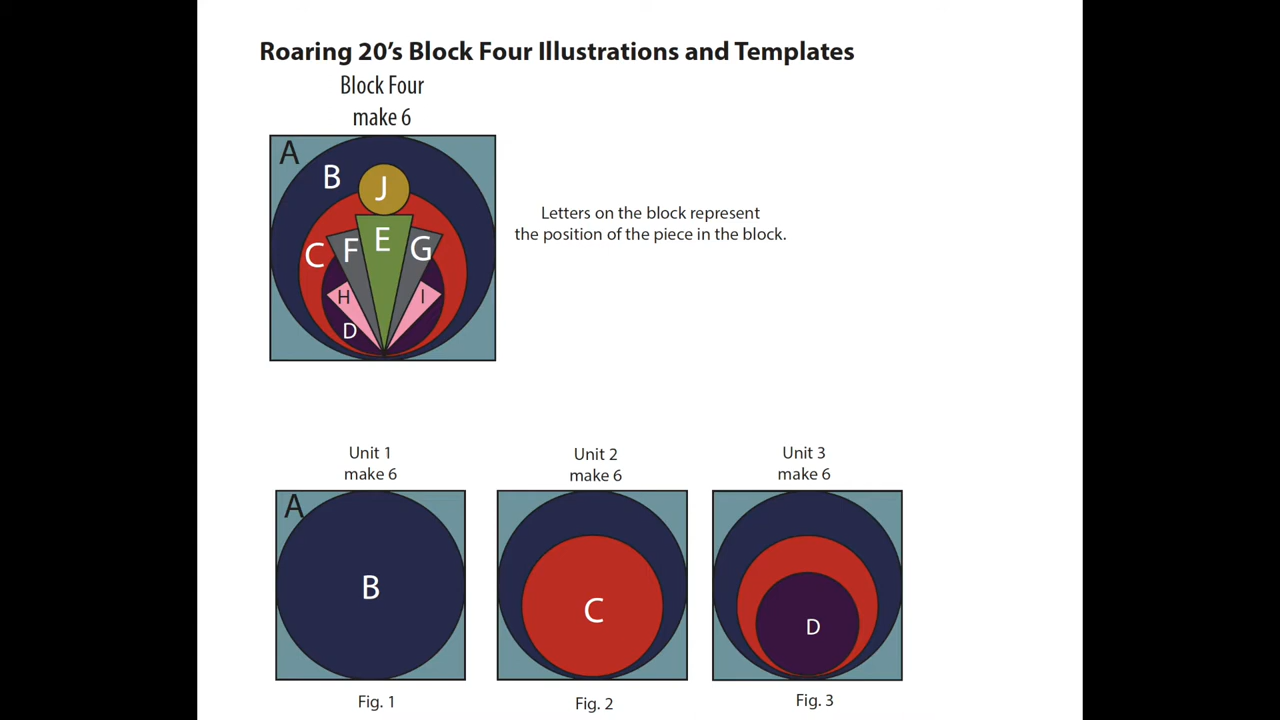 Roaring 20’s Block Four Illustrations and Templates
Block Four
make 6
A
B
J
C
F
E
G
H
I
D
Letters on the block represent
the position of the piece in the block.
Unit 1
make 6
A
B
Fig. 1
Unit 2
make 6
C
Fig. 2
Unit 3
make 6
D
Fig. 3